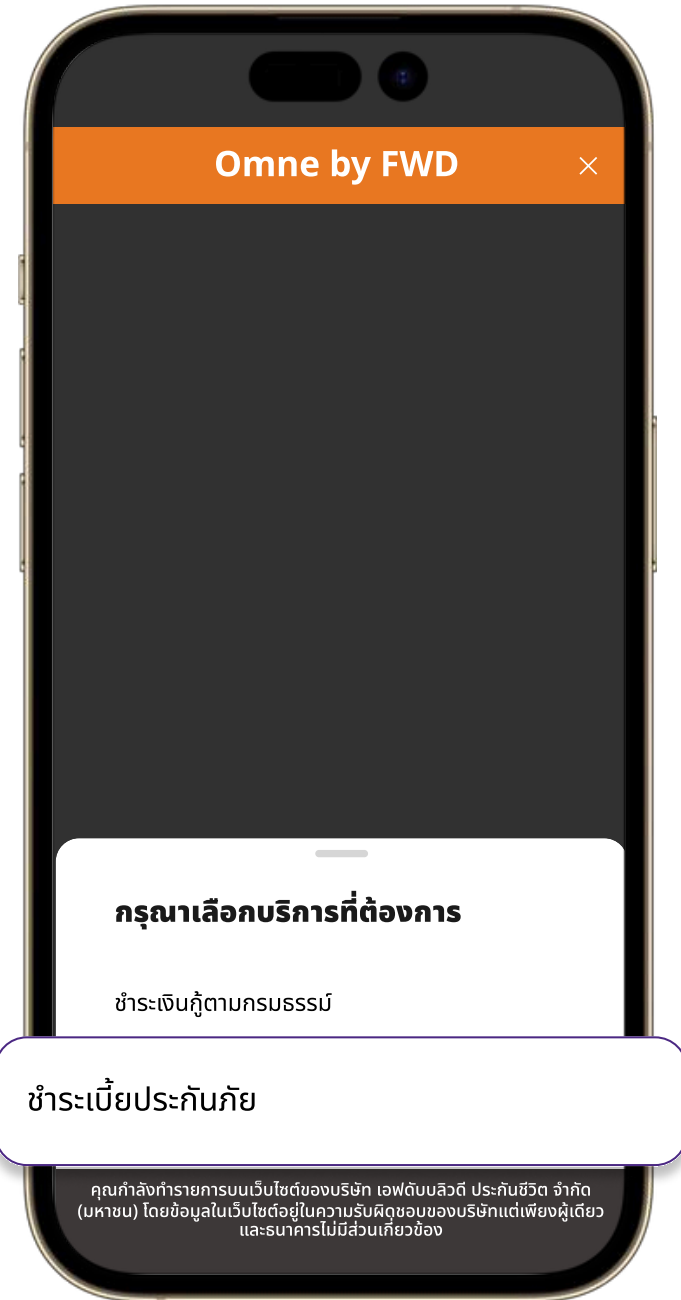 Omne by FWD
กรุณาเลือกบริการที่ต้องการ
ชำระเงินกู้ตามกรมธรรม์
ชำระเบี้ยประกันภัย
คุณกำลังทำรายการบนเว็บไซต์ของบริษัท เอฟดับบลิวดี ประกันชีวิต จำกัด
(มหาชน) โดยข้อมูลในเว็บไซต์อยู่ในความรับผิดชอบของบริษัทแต่เพียงผู้เดียว
และธนาคารไม่มีส่วนเกี่ยวข้อง